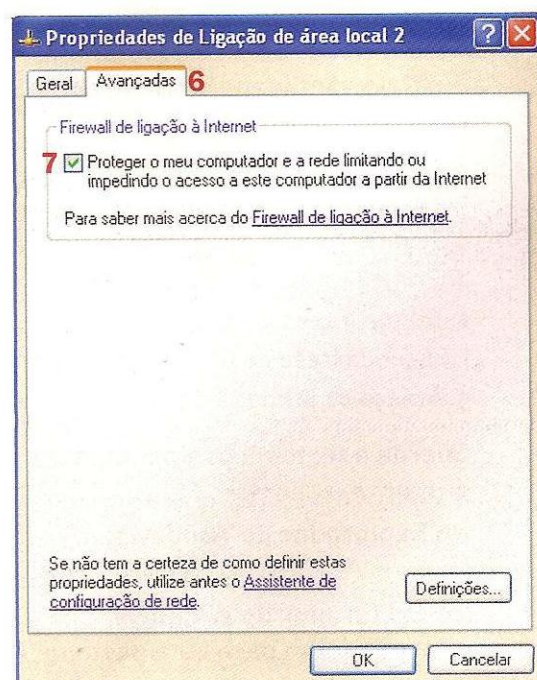 Propriedades de Ligação de área local 2
Geral
Avançadas 6
Firewall de ligação à Internet
7 Proteger o meu computador e a rede limitando ou
impedindo o acesso a este computador a partir da Internet
Para saber mais acerca do Firewall de ligação à Internet.
Se não tem a certeza de como definir estas
propriedades, utilize antes o Assistente de
configuração de rede.
Definições...
OK
Cancelar